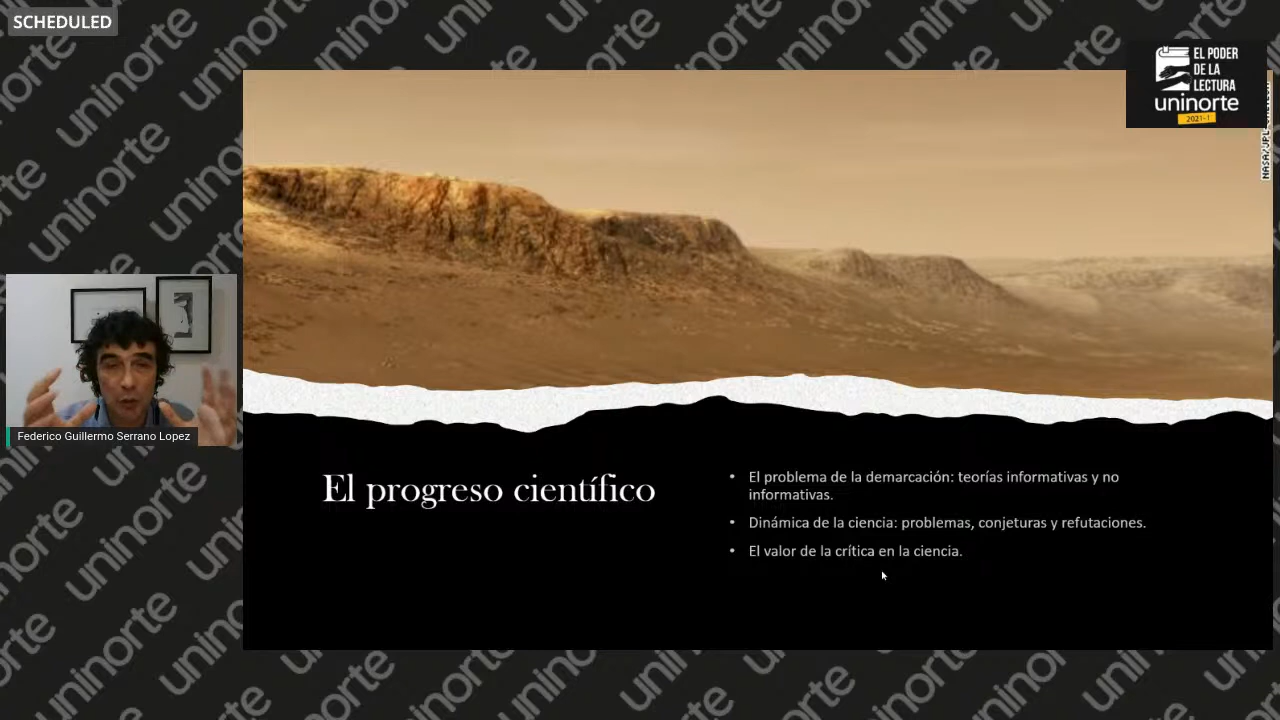 SCHEDULED
EL PODER
DE LA
LECTURA
uninorte
2021-1
Federico Guillermo Serrano Lopez
El progreso científico
• El problema de la demarcación: teorías informativas y no
informativas.
• Dinámica de la ciencia: problemas, conjeturas y refutaciones.
• El valor de la crítica en la ciencia.
uninorte